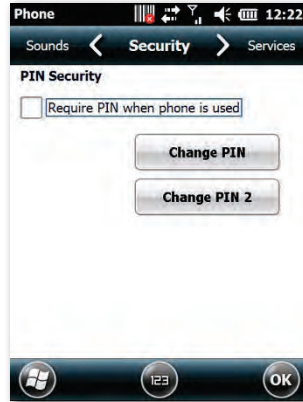 Phone 12:22
Sounds Security Services
PIN Security
Require PIN when phone is used
Change PIN
Change PIN 2
123 OK